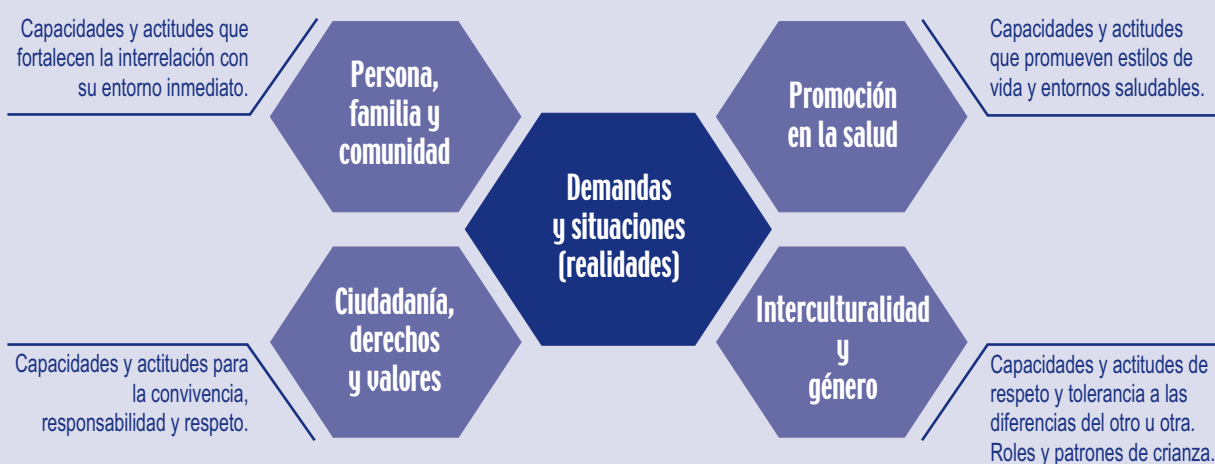 Capacidades y actitudes que
fortalecen la interrelación con
su entorno inmediato.
Persona,
familia y
comunidad
Promoción
en la salud
Capacidades y actitudes
que promueven estilos de
vida y entornos saludables.
Demandas
y situaciones
(realidades)
Capacidades y actitudes para
la convivencia,
responsabilidad y respeto.
Ciudadanía,
derechos
y valores
Interculturalidad
y
género
Capacidades y actitudes de
respeto y tolerancia a las
diferencias del otro u otra.
Roles y patrones de crianza.